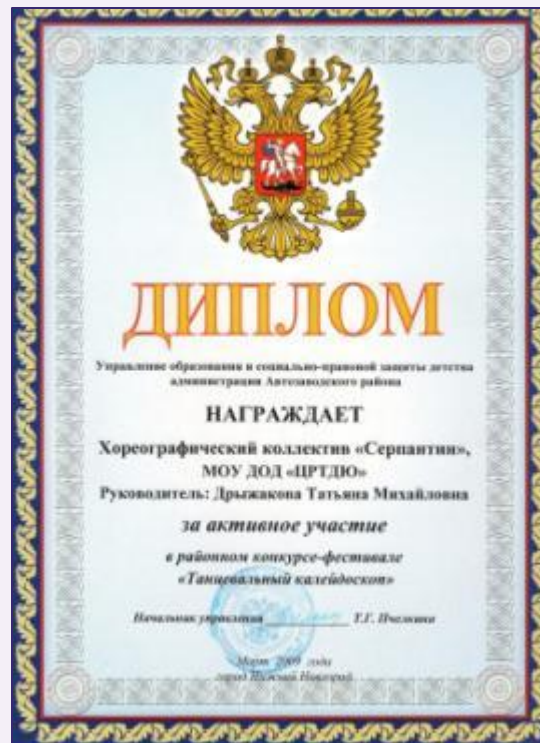 ДИПЛОМ
Управление образования и социально-правовой защиты детства
администрации Автозаводского района
НАГРАЖДАЕТ
Хореографический коллектив «Серпантин»,
МОУ ДОД «ЦРТДЮ»
Руководитель: Дрыжакова Татьяна Михайловна
за активное участие
в районном конкурсе-фестивале
«Танцевальный калейдоскоп»
Начальник управления Т.Г. Пчелкина
Март 2009 года
город Нижний Новгород